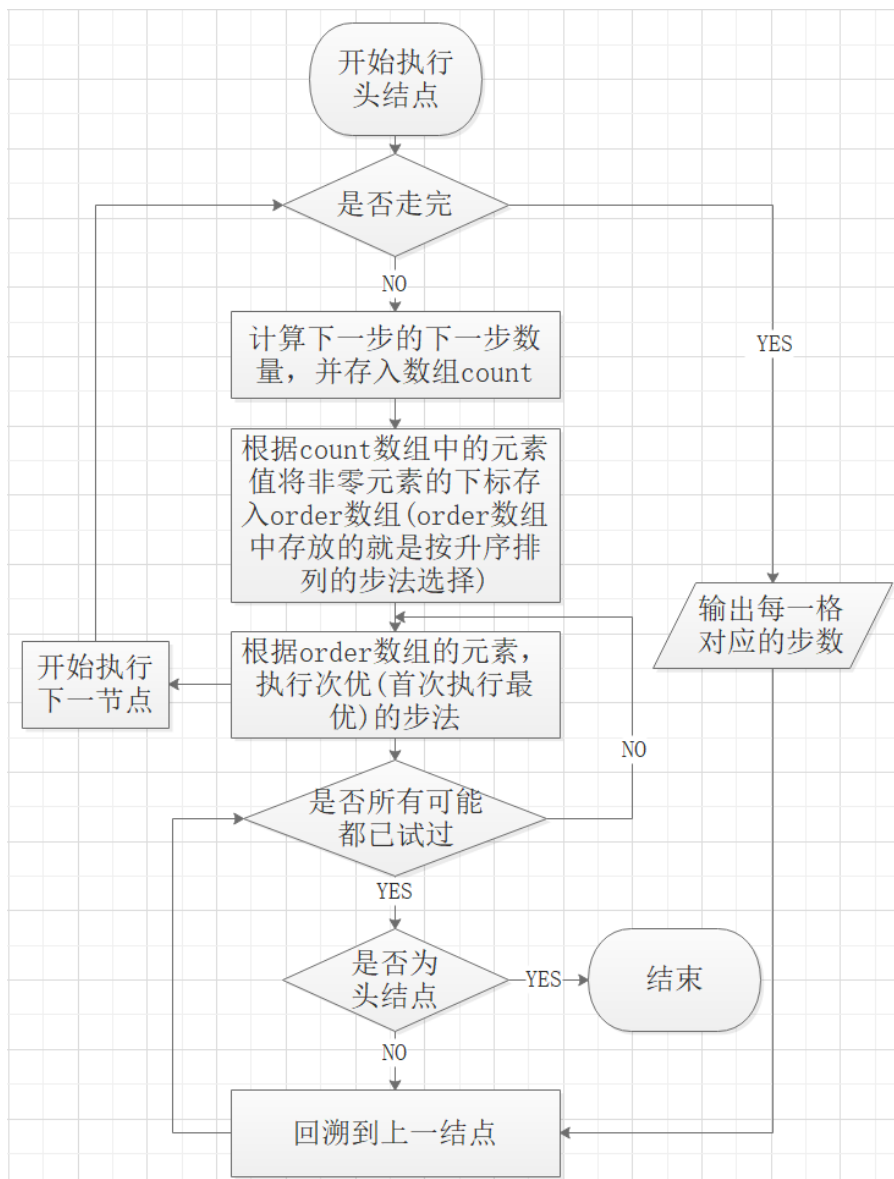 开始执行
头结点
是否走完
NO
YES
计算下一步的下一步数
量，并存入数组count
根据count数组中的元素
值将非零元素的下标存
入order数组(order数组
中存放的就是按升序排
列的步法选择)
输出每一格
对应的步数
开始执行
下一节点
根据order数组的元素，
执行次优(首次执行最
优)的步法
NO
是否所有可能
都已试过
YES
是否为
头结点
YES
结束
NO
回溯到上一结点